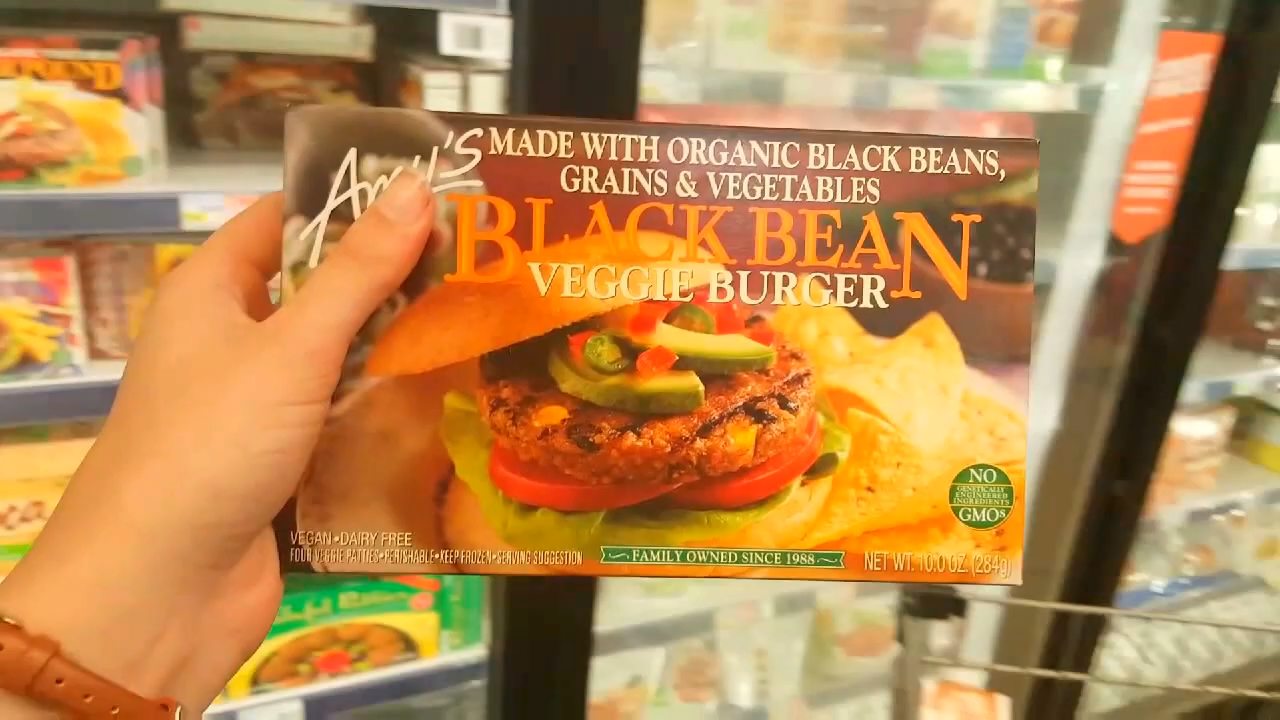 Amy's
MADE WITH ORGANIC BLACK BEANS,
GRAINS & VEGETABLES
BLACK BEAN
VEGGIE BURGER
NO
GENETICALLY
ENGINEERED
INGREDIENTS
GMOs
VEGAN•DAIRY FREE
FOUR VEGGIE PATTIES•PERISHABLE•KEEP FROZEN•SERVING SUGGESTION
FAMILY OWNED SINCE 1988
NET WT. 10.0 OZ. (284g)